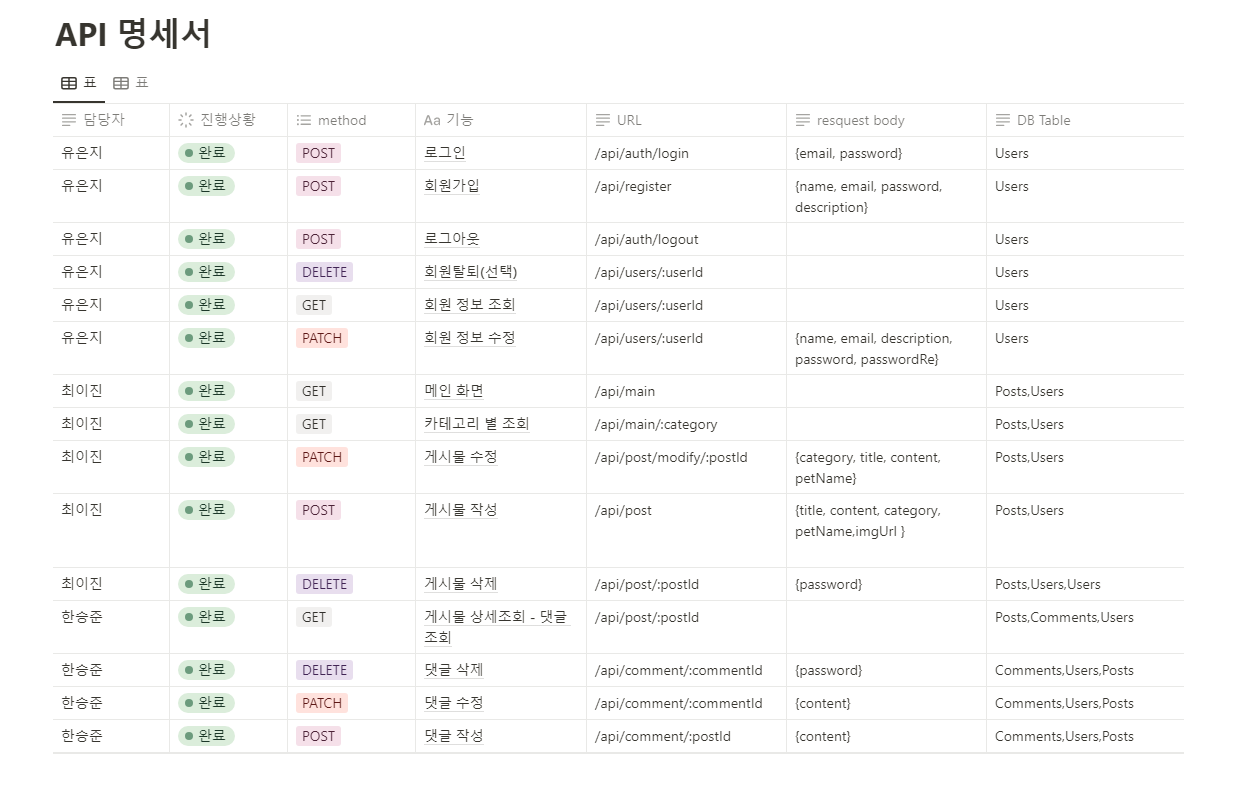 API 명세서
표 표
담당자 진행상황 method Aa 기능 URL resquest body DB Table
유은지 완료 POST 로그인 /api/auth/login {email, password} Users
유은지 완료 POST 회원가입 /api/register {name, email, password, Users
description}
유은지 완료 POST 로그아웃 /api/auth/logout Users
유은지 완료 DELETE 회원탈퇴(선택) /api/users/:userId Users
유은지 완료 GET 회원 정보 조회 /api/users/:userId Users
유은지 완료 PATCH 회원 정보 수정 /api/users/:userId {name, email, description, Users
password, passwordRe}
최이진 완료 GET 메인 화면 /api/main Posts,Users
최이진 완료 GET 카테고리 별 조회 /api/main/:category Posts,Users
최이진 완료 PATCH 게시물 수정 /api/post/modify/:postId {category, title, content, Posts,Users
petName}
최이진 완료 POST 게시물 작성 /api/post {title, content, category, Posts,Users
petName,imgUrl }
최이진 완료 DELETE 게시물 삭제 /api/post/:postId {password} Posts,Users,Users
한승준 완료 GET 게시물 상세조회 - 댓글 /api/post/:postId Posts,Comments,Users
조회
한승준 완료 DELETE 댓글 삭제 /api/comment/:commentId {password} Comments,Users,Posts
한승준 완료 PATCH 댓글 수정 /api/comment/:commentId {content} Comments,Users,Posts
한승준 완료 POST 댓글 작성 /api/comment/:postId {content} Comments,Users,Posts